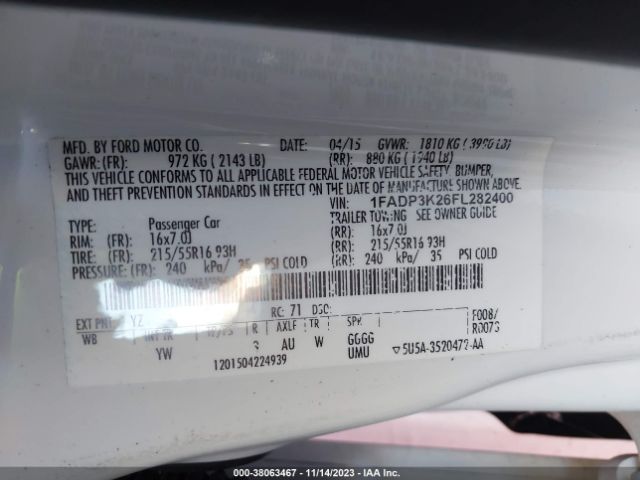 MFD. BY FORD MOTOR CO. DATE: 04/15 GVWR: 1810 KG ( 3990 LB)
GAWR: (FR): 972 KG ( 2143 LB) (RR): 880 KG ( 1940 LB)
THIS VEHICLE CONFORMS TO ALL APPLICABLE FEDERAL MOTOR VEHICLE SAFETY, BUMPER,
AND THEFT PREVENTION STANDARDS IN EFFECT ON THE DATE OF MANUFACTURE SHOWN ABOVE.
VIN: 1FADP3K26FL282400
TYPE: Passenger Car TRAILER TOWING - SEE OWNER GUIDE
RIM: (FR): 16x7.0J (RR): 16x7.0J
TIRE: (FR): 215/55R16 93H (RR): 215/55R16 93H
PRESSURE: (FR): 240 kPa/ 35 PSI COLD (RR): 240 kPa/ 35 PSI COLD
RC: 71 DSO:
EXT PNT: YZ F008/
WB INT TR R AXLE TR SPR R0073
YW AU W GGGG
UMU
1201504224939 5U5A-3520472-AA
000-38063467 - 11/14/2023 - IAA Inc.